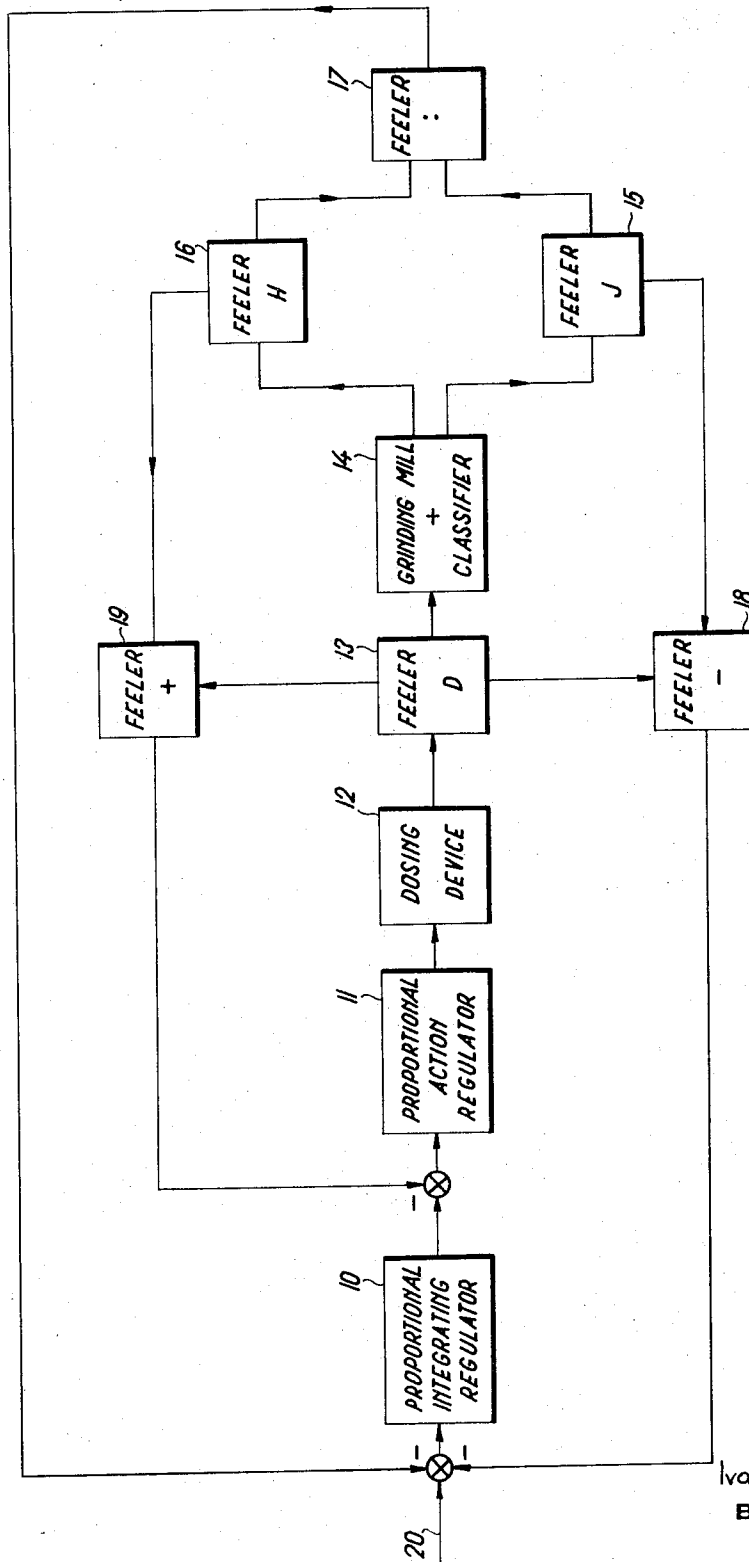 20
-
-
10
PROPORTIONAL
INTEGRATING
REGULATOR
-
11
PROPORTIONAL
ACTION
REGULATOR
12
DOSING
DEVICE
13
FEELER
D
14
GRINDING MILL
+
CLASSIFIER
19
FEELER
+
18
FEELER
-
16
FEELER
H
15
FEELER
J
17
FEELER
: